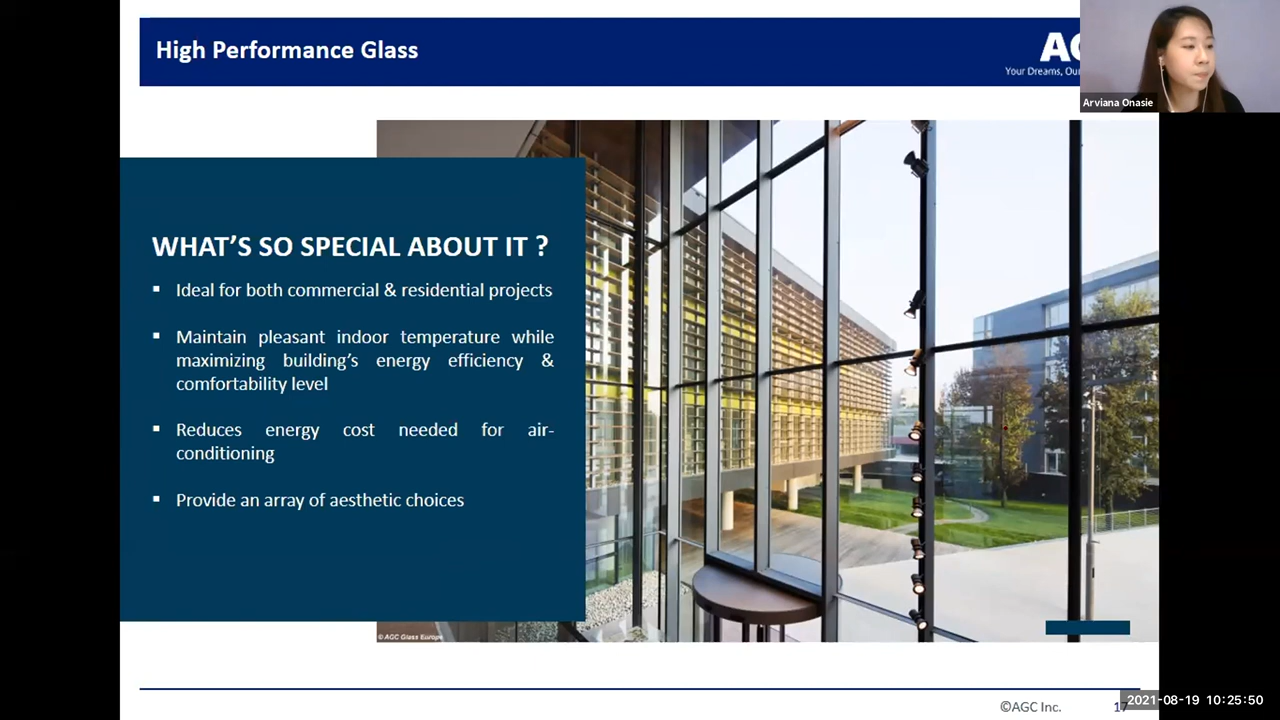 High Performance Glass
Your Dreams,
Arviana Onasie
WHAT'S SO SPECIAL ABOUT IT ?
▪ Ideal for both commercial & residential projects
▪ Maintain pleasant indoor temperature while
maximizing building's energy efficiency &
comfortability level
▪ Reduces energy cost needed for air-
conditioning
▪ Provide an array of aesthetic choices
© AGC Glass Europe
©AGC Inc.
2021-08-19 10:25:50